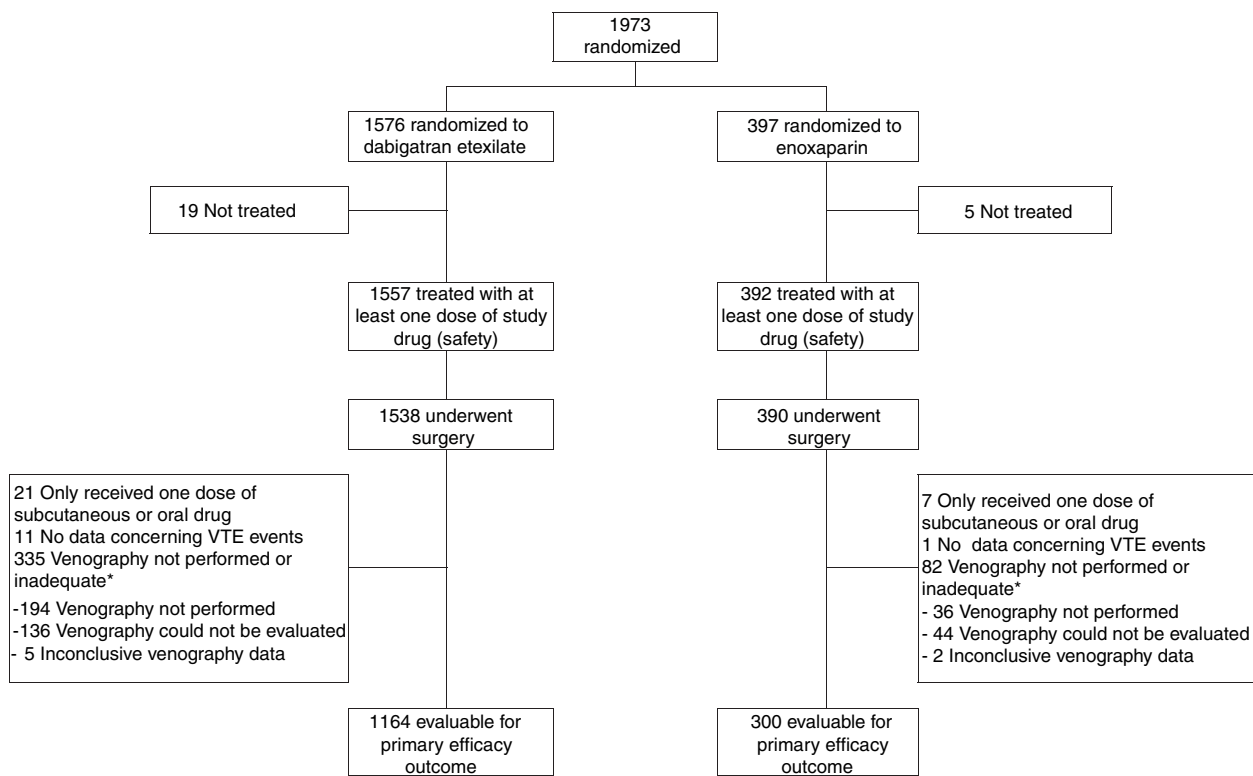 1973
randomized
1576 randomized to
dabigatran etexilate
397 randomized to
enoxaparin
19 Not treated
5 Not treated
1557 treated with at
least one dose of study
drug (safety)
392 treated with at
least one dose of study
drug (safety)
1538 underwent
surgery
390 underwent
surgery
21 Only received one dose of
subcutaneous or oral drug
11 No data concerning VTE events
335 Venography not performed or
inadequate*
-194 Venography not performed
-136 Venography could not be evaluated
- 5 Inconclusive venography data
7 Only received one dose of
subcutaneous or oral drug
1 No data concerning VTE events
82 Venography not performed or
inadequate*
- 36 Venography not performed
- 44 Venography could not be evaluated
- 2 Inconclusive venography data
1164 evaluable for
primary efficacy
outcome
300 evaluable for
primary efficacy
outcome